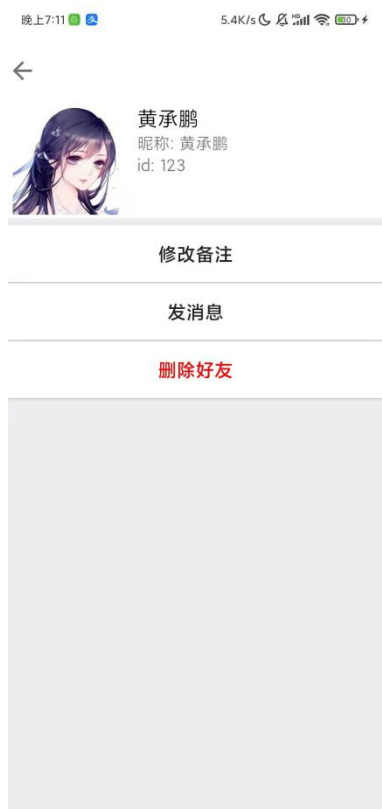 晚上7:11
5.4K/s
黄承鹏
昵称: 黄承鹏
id: 123
修改备注
发消息
删除好友